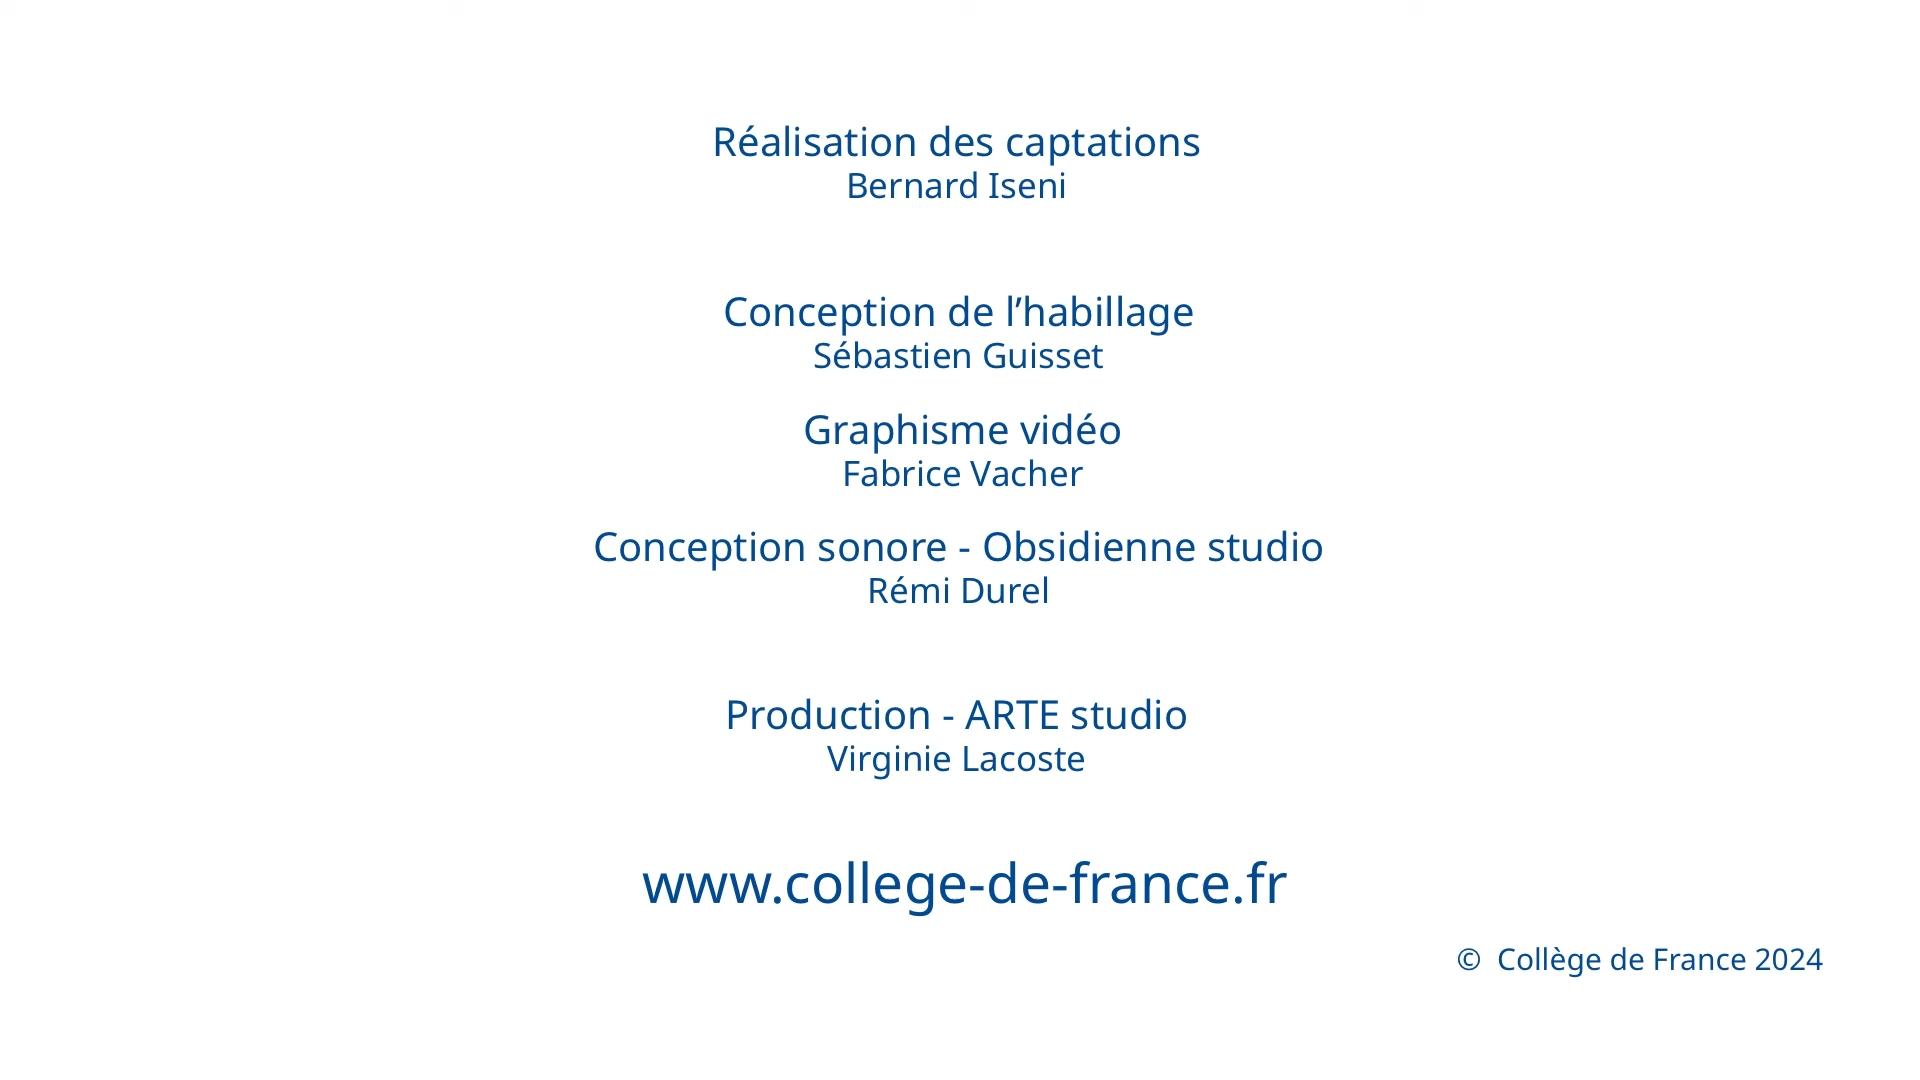 Réalisation des captations
Bernard Iseni
Conception de l’habillage
Sébastien Guisset
Graphisme vidéo
Fabrice Vacher
Conception sonore - Obsidienne studio
Rémi Durel
Production - ARTE studio
Virginie Lacoste
www.college-de-france.fr
© Collège de France 2024